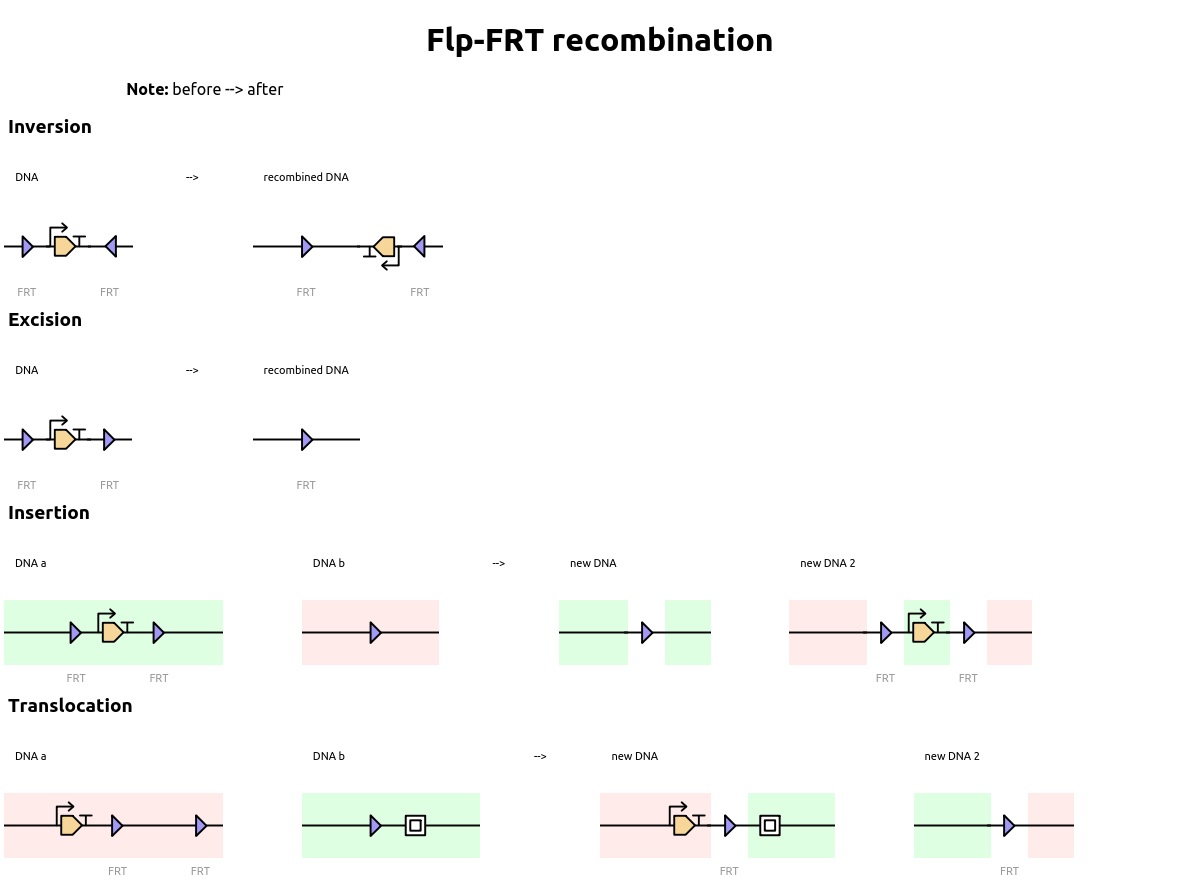 Flp-FRT recombination
Note: before --> after
Inversion
DNA --> recombined DNA
FRT FRT FRT FRT
Excision
DNA --> recombined DNA
FRT FRT FRT
Insertion
DNA a DNA b --> new DNA new DNA 2
FRT FRT FRT FRT
Translocation
DNA a DNA b --> new DNA new DNA 2
FRT FRT FRT FRT